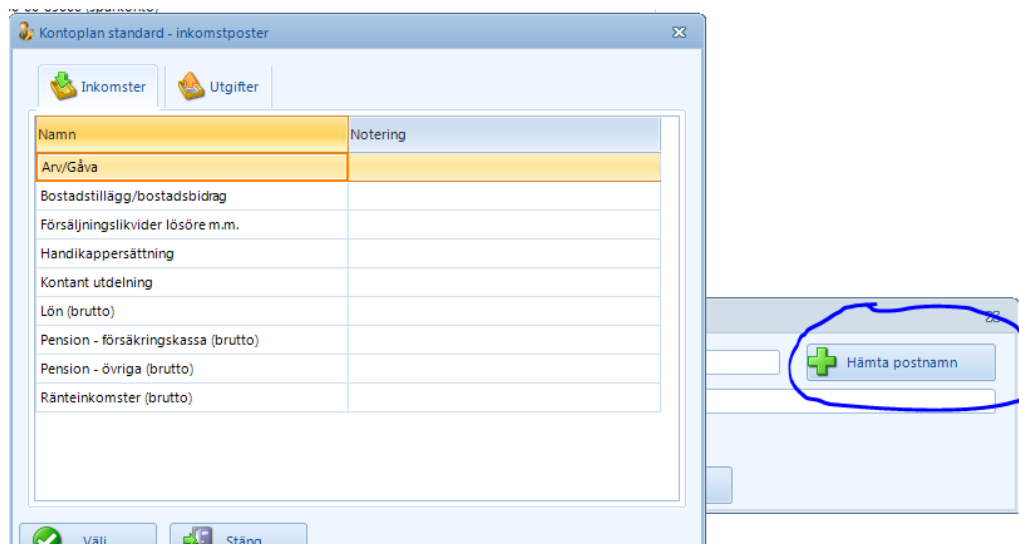 Kontoplan standard - inkomstposter
Inkomster Utgifter
Namn Notering
Arv/Gåva
Bostadstillägg/bostadsbidrag
Försäljningslikvider lösöre m.m.
Handikappersättning
Kontant utdelning
Lön (brutto)
Pension - försäkringskassa (brutto)
Pension - övriga (brutto)
Ränteinkomster (brutto)
Hämta postnamn
Välj Stäng